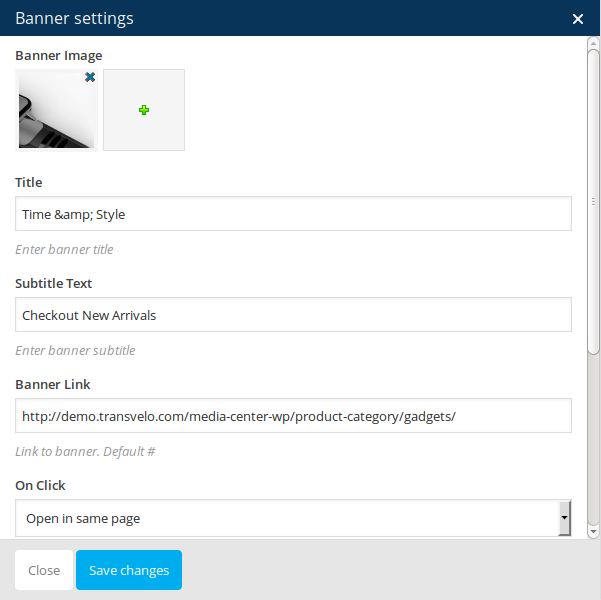 Banner settings
Banner Image
Title
Time &amp; Style
Enter banner title
Subtitle Text
Checkout New Arrivals
Enter banner subtitle
Banner Link
http://demo.transvelo.com/media-center-wp/product-category/gadgets/
Link to banner. Default #
On Click
Open in same page
Close
Save changes